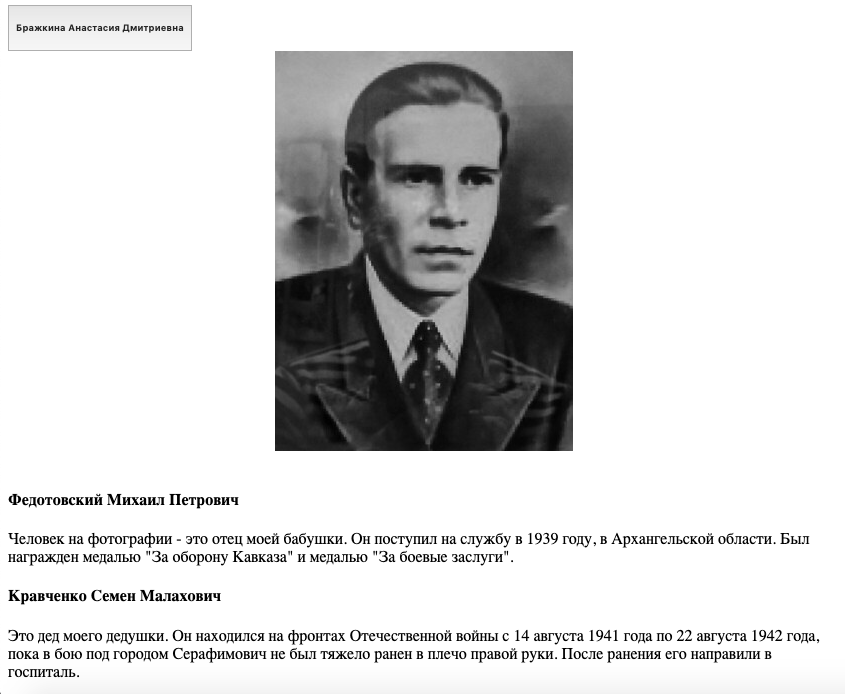 Бражкина Анастасия Дмитриевна
Федотовский Михаил Петрович
Человек на фотографии - это отец моей бабушки. Он поступил на службу в 1939 году, в Архангельской области. Был
награжден медалью "За оборону Кавказа" и медалью "За боевые заслуги".
Кравченко Семен Малахович
Это дед моего дедушки. Он находился на фронтах Отечественной войны с 14 августа 1941 года по 22 августа 1942 года,
пока в бою под городом Серафимович не был тяжело ранен в плечо правой руки. После ранения его направили в
госпиталь.